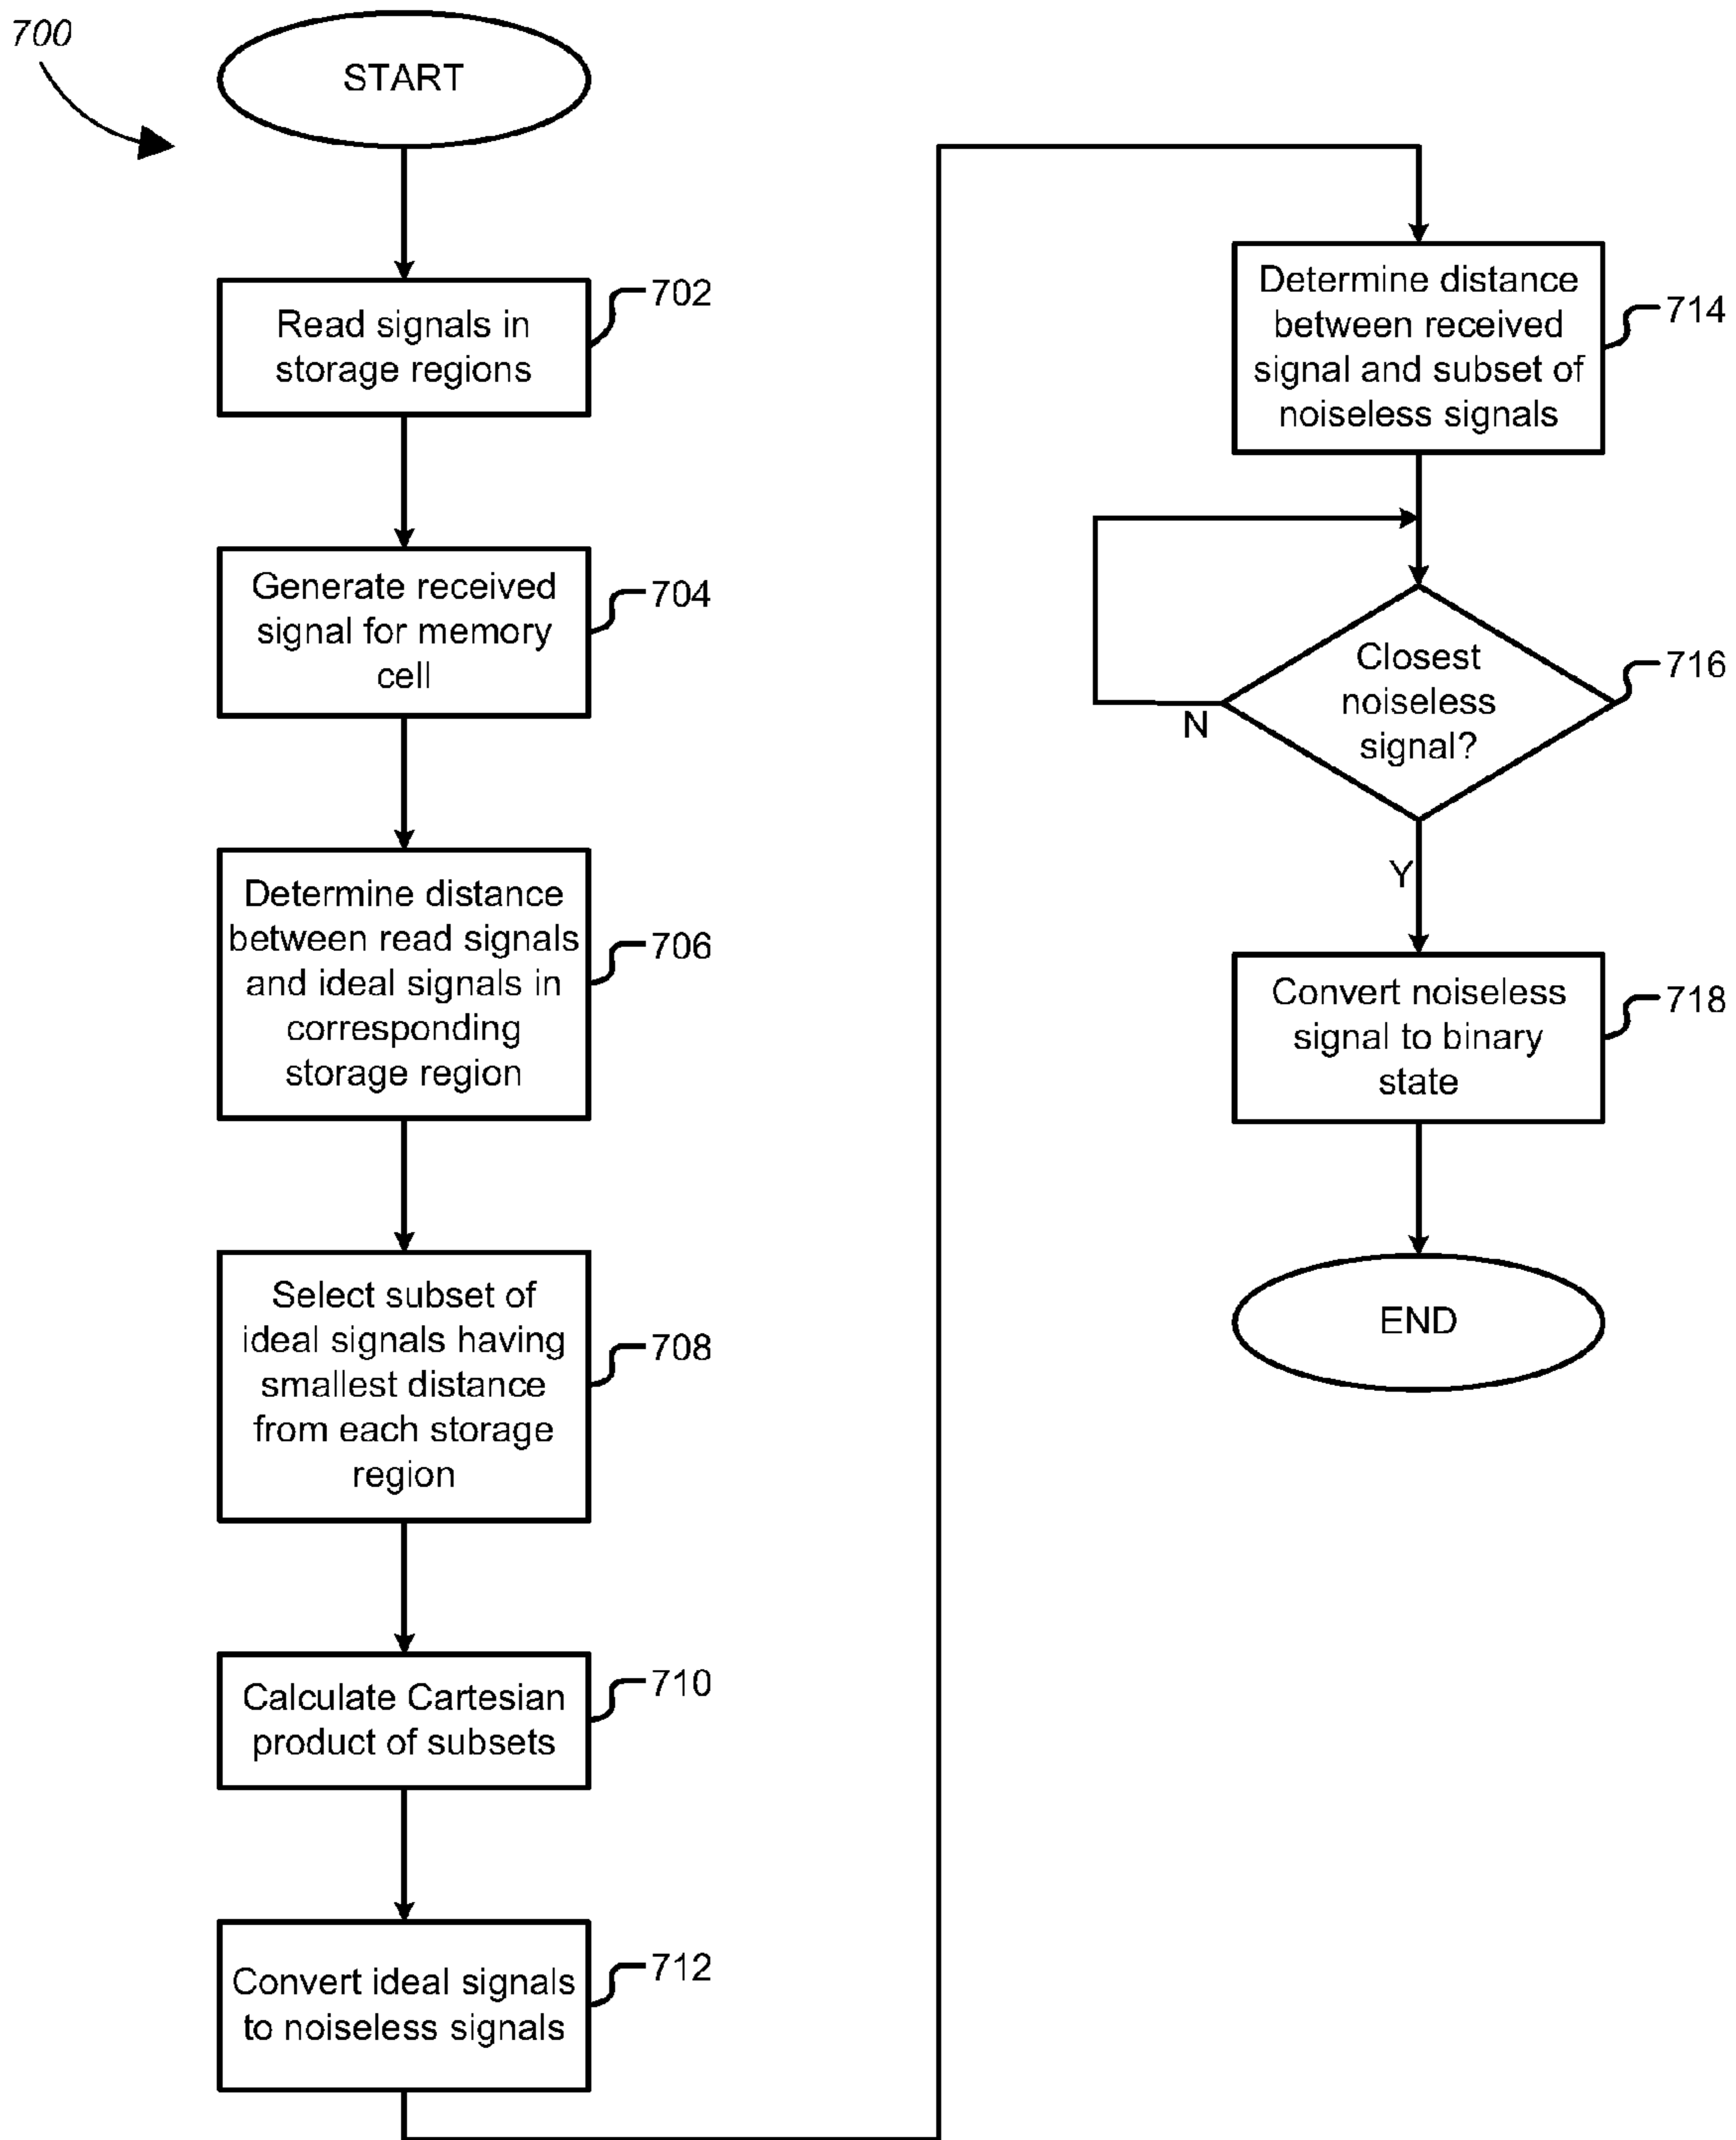 700
START
Read signals in
storage regions
702
Generate received
signal for memory
cell
704
Determine distance
between read signals
and ideal signals in
corresponding
storage region
706
Select subset of
ideal signals having
smallest distance
from each storage
region
708
Calculate Cartesian
product of subsets
710
Convert ideal signals
to noiseless signals
712
Determine distance
between received
signal and subset of
noiseless signals
714
Closest
noiseless
signal?
716
N
Y
Convert noiseless
signal to binary
state
718
END